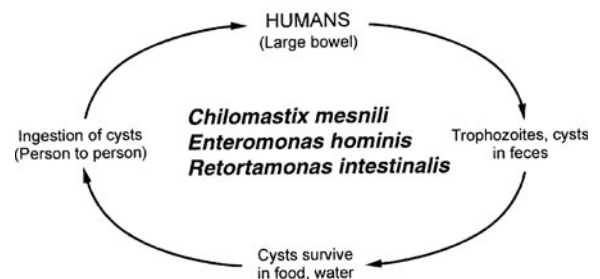 HUMANS
(Large bowel)
Chilomastix mesnili
Enteromonas hominis
Retortamonas intestinalis
Ingestion of cysts
(Person to person)
Trophozoites, cysts
in feces
Cysts survive
in food, water